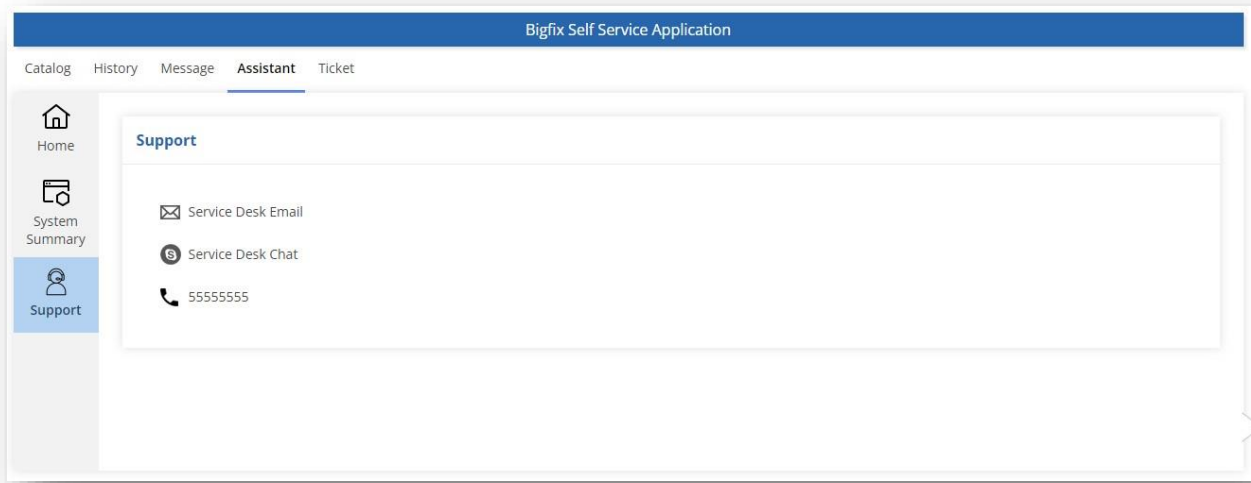 Bigfix Self Service Application
Catalog History Message Assistant Ticket
Home
System
Summary
Support
Support
Service Desk Email
Service Desk Chat
55555555